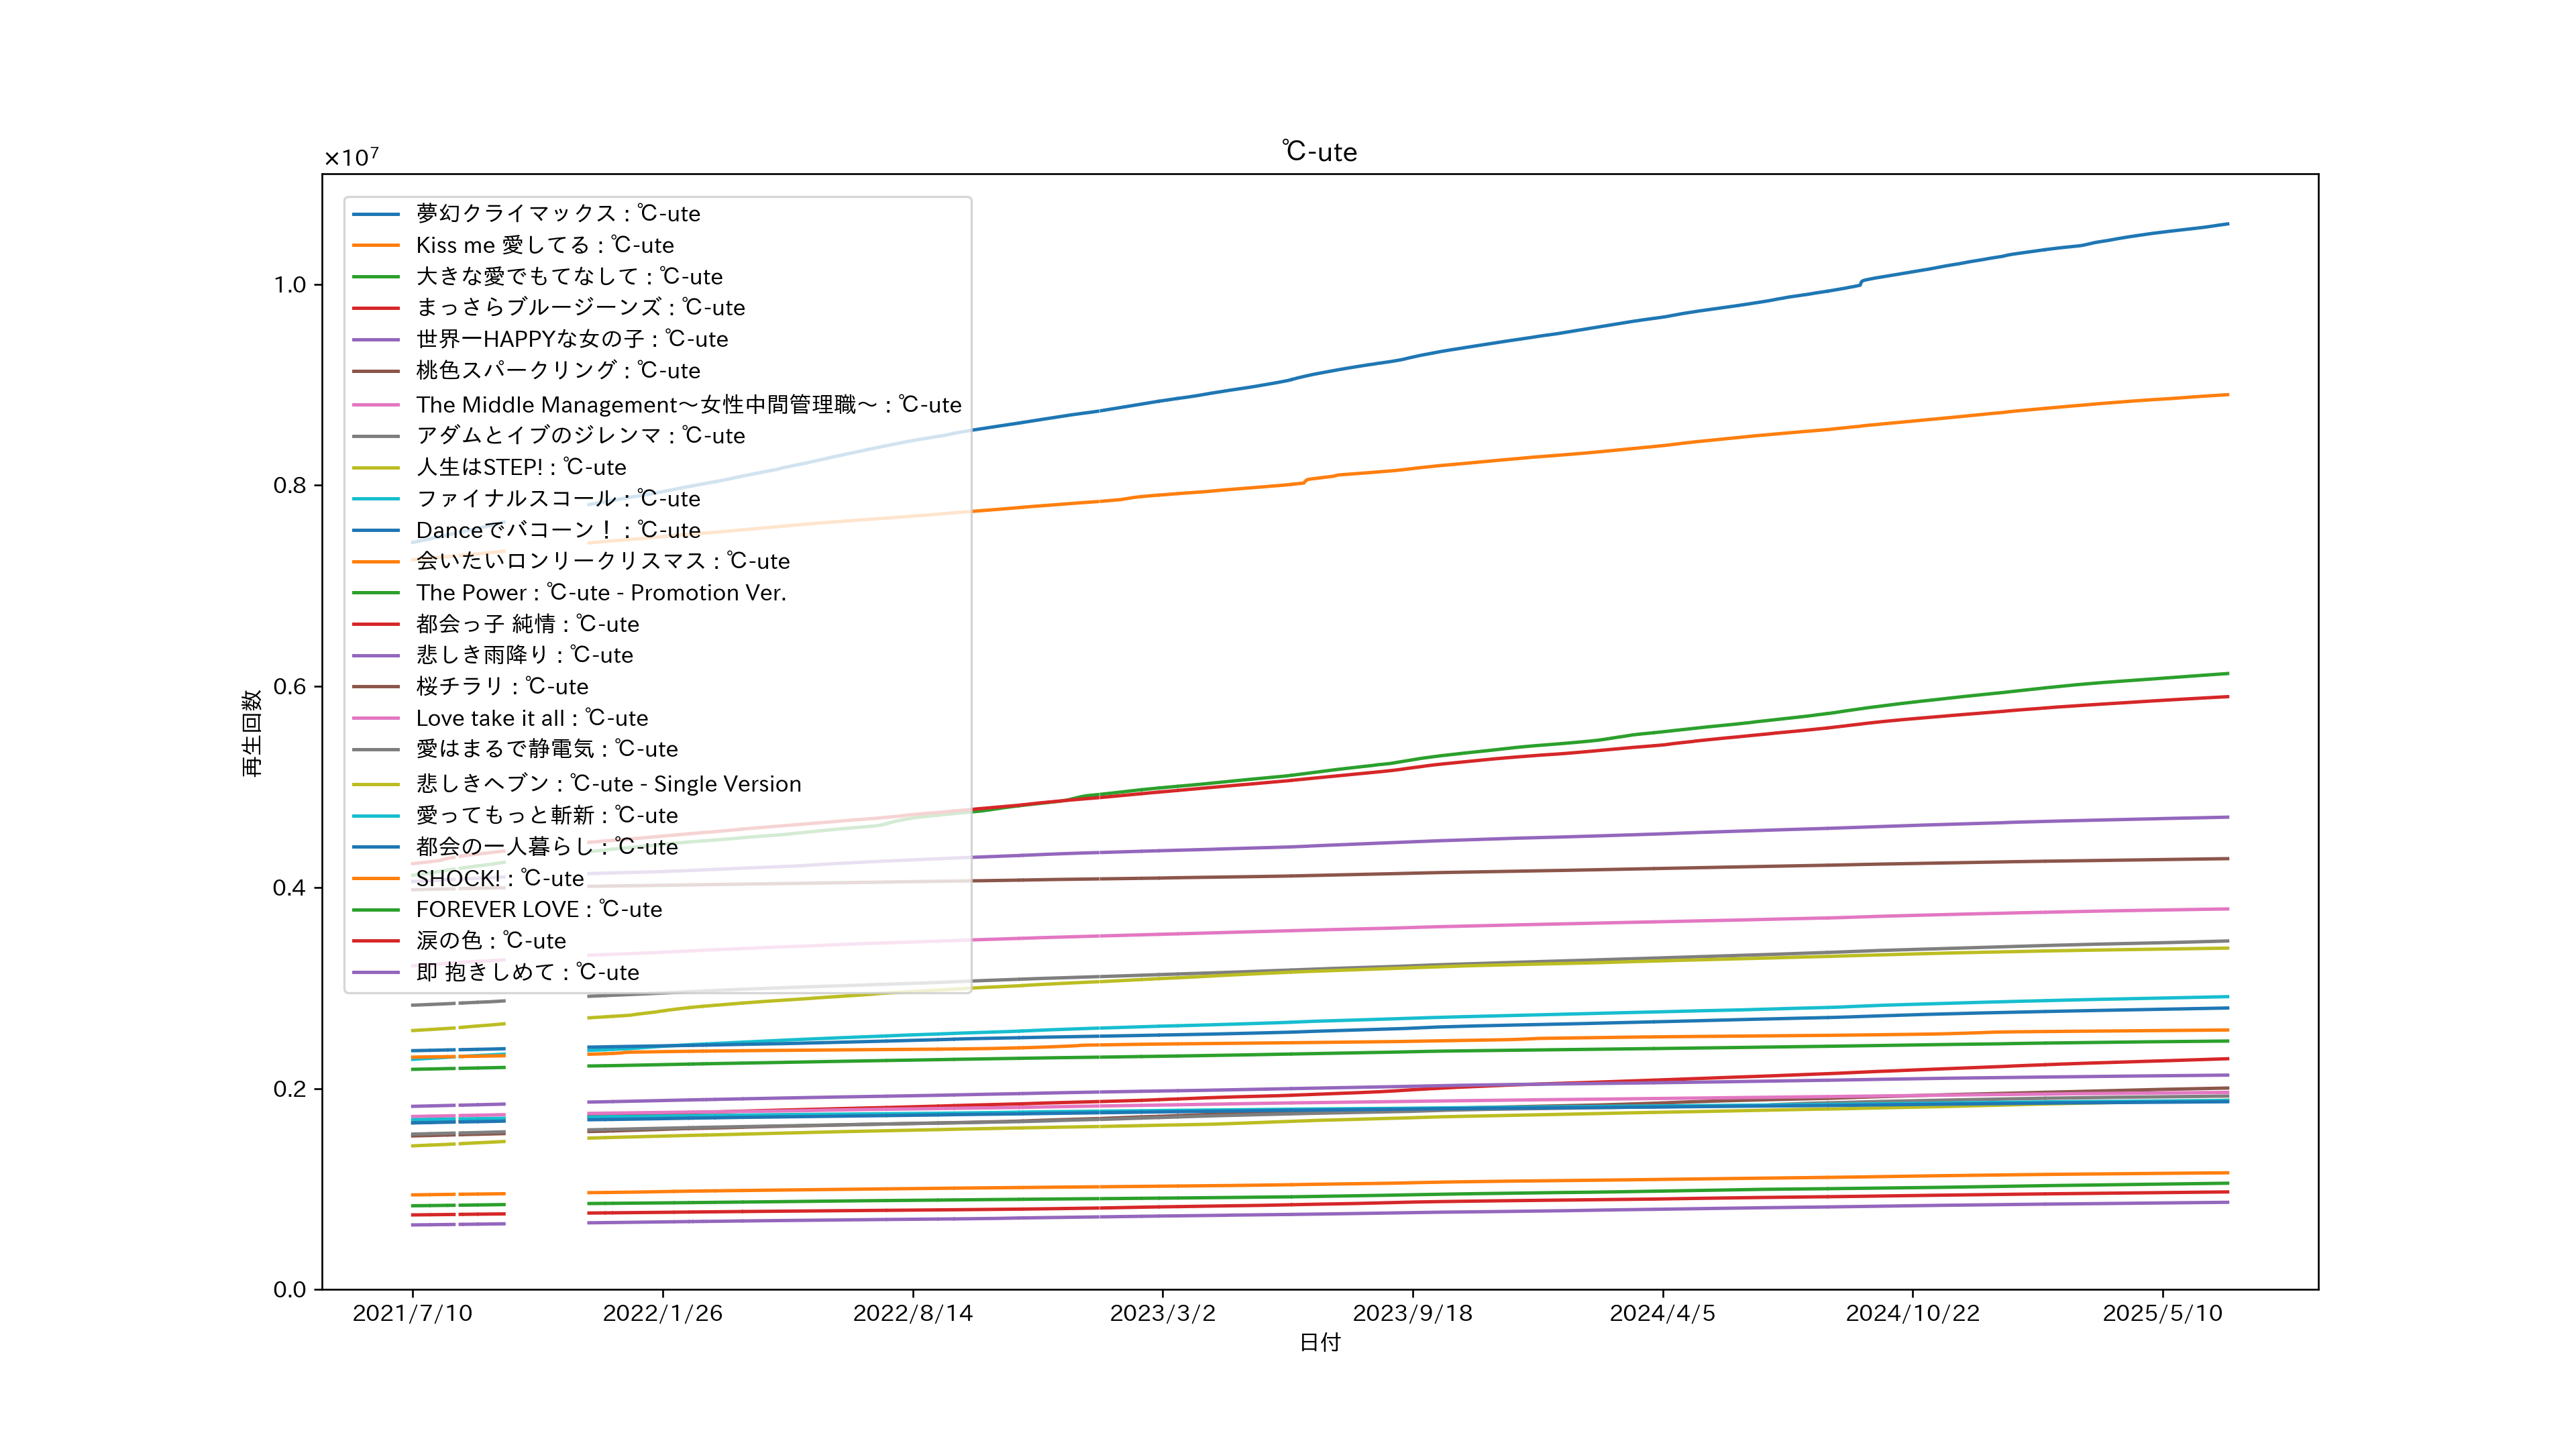 ℃-ute
×10⁷
夢幻クライマックス : ℃-ute
Kiss me 愛してる : ℃-ute
大きな愛でもてなして : ℃-ute
まっさらブルージーンズ : ℃-ute
世界一HAPPYな女の子 : ℃-ute
桃色スパークリング : ℃-ute
The Middle Management～女性中間管理職～ : ℃-ute
アダムとイブのジレンマ : ℃-ute
人生はSTEP! : ℃-ute
ファイナルスコール : ℃-ute
Danceでバコーン！ : ℃-ute
会いたいロンリークリスマス : ℃-ute
The Power : ℃-ute - Promotion Ver.
都会っ子 純情 : ℃-ute
悲しき雨降り : ℃-ute
桜チラリ : ℃-ute
Love take it all : ℃-ute
愛はまるで静電気 : ℃-ute
悲しきヘブン : ℃-ute - Single Version
愛ってもっと斬新 : ℃-ute
都会の一人暮らし : ℃-ute
SHOCK! : ℃-ute
FOREVER LOVE : ℃-ute
涙の色 : ℃-ute
即 抱きしめて : ℃-ute
1.0
0.8
0.6
0.4
0.2
0.0
再生回数
2021/7/10
2022/1/26
2022/8/14
2023/3/2
2023/9/18
2024/4/5
2024/10/22
2025/5/10
日付